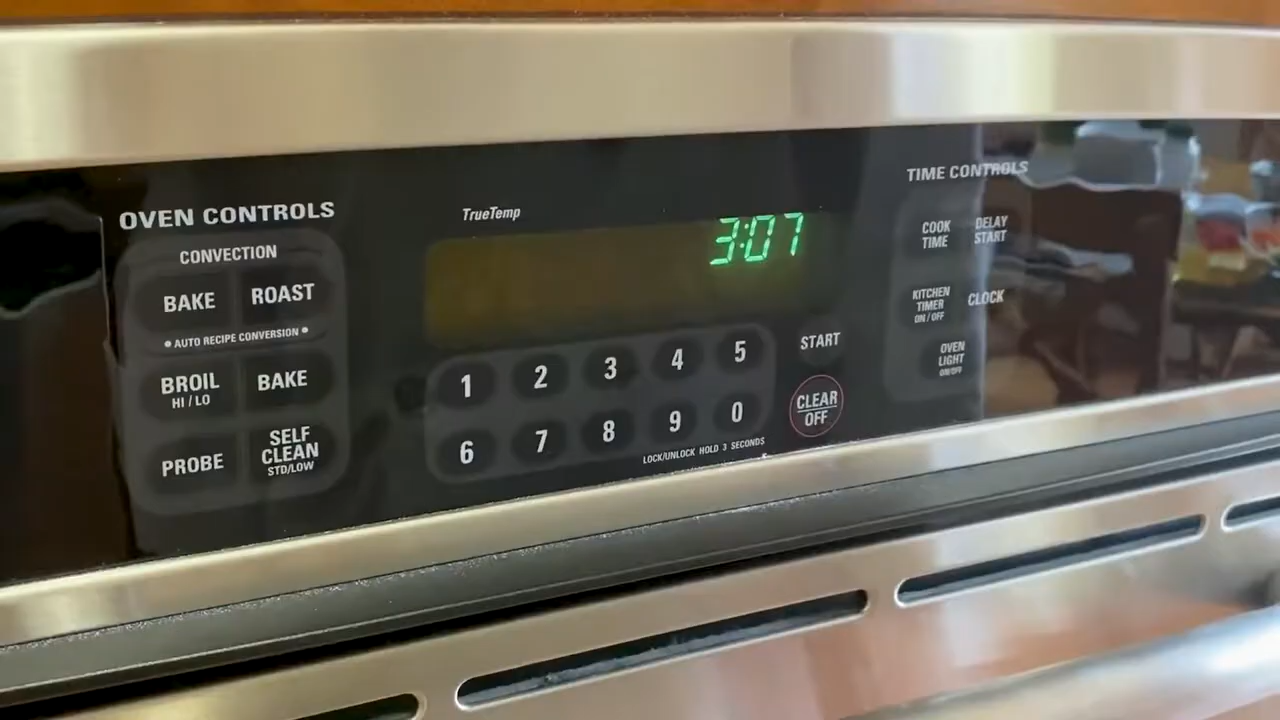 OVEN CONTROLS
CONVECTION
BAKE
ROAST
• AUTO RECIPE CONVERSION •
BROIL
HI / LO
BAKE
PROBE
SELF
CLEAN
STD/LOW
TrueTemp
3:07
1 2 3 4 5
6 7 8 9 0
LOCK/UNLOCK HOLD 3 SECONDS
START
CLEAR
OFF
TIME CONTROLS
COOK
TIME
DELAY
START
KITCHEN
TIMER
ON / OFF
CLOCK
OVEN
LIGHT
ON/OFF